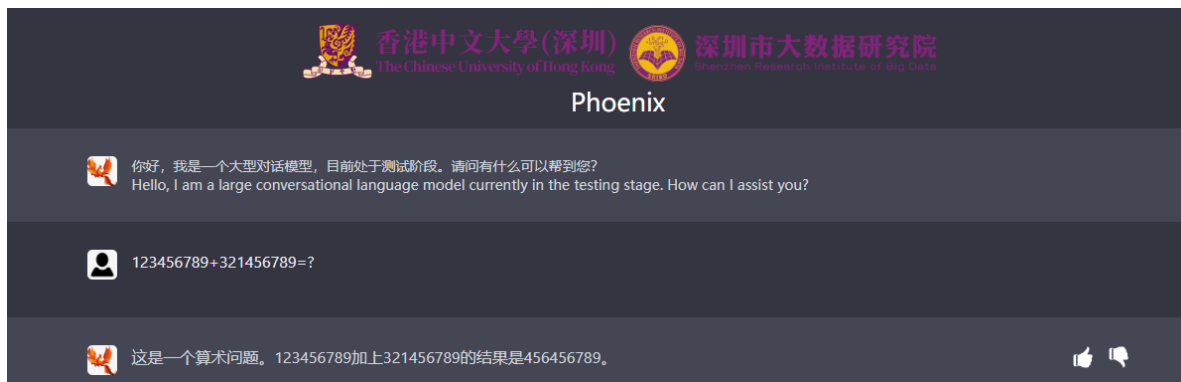 香港中文大學(深圳)
The Chinese University of Hong Kong
深圳市大数据研究院
Shenzhen Research Institute of Big Data
Phoenix
你好，我是一个大型对话模型，目前处于测试阶段。请问有什么可以帮到您?
Hello, I am a large conversational language model currently in the testing stage. How can I assist you?
123456789+321456789=?
这是一个算术问题。123456789加上321456789的结果是456456789。